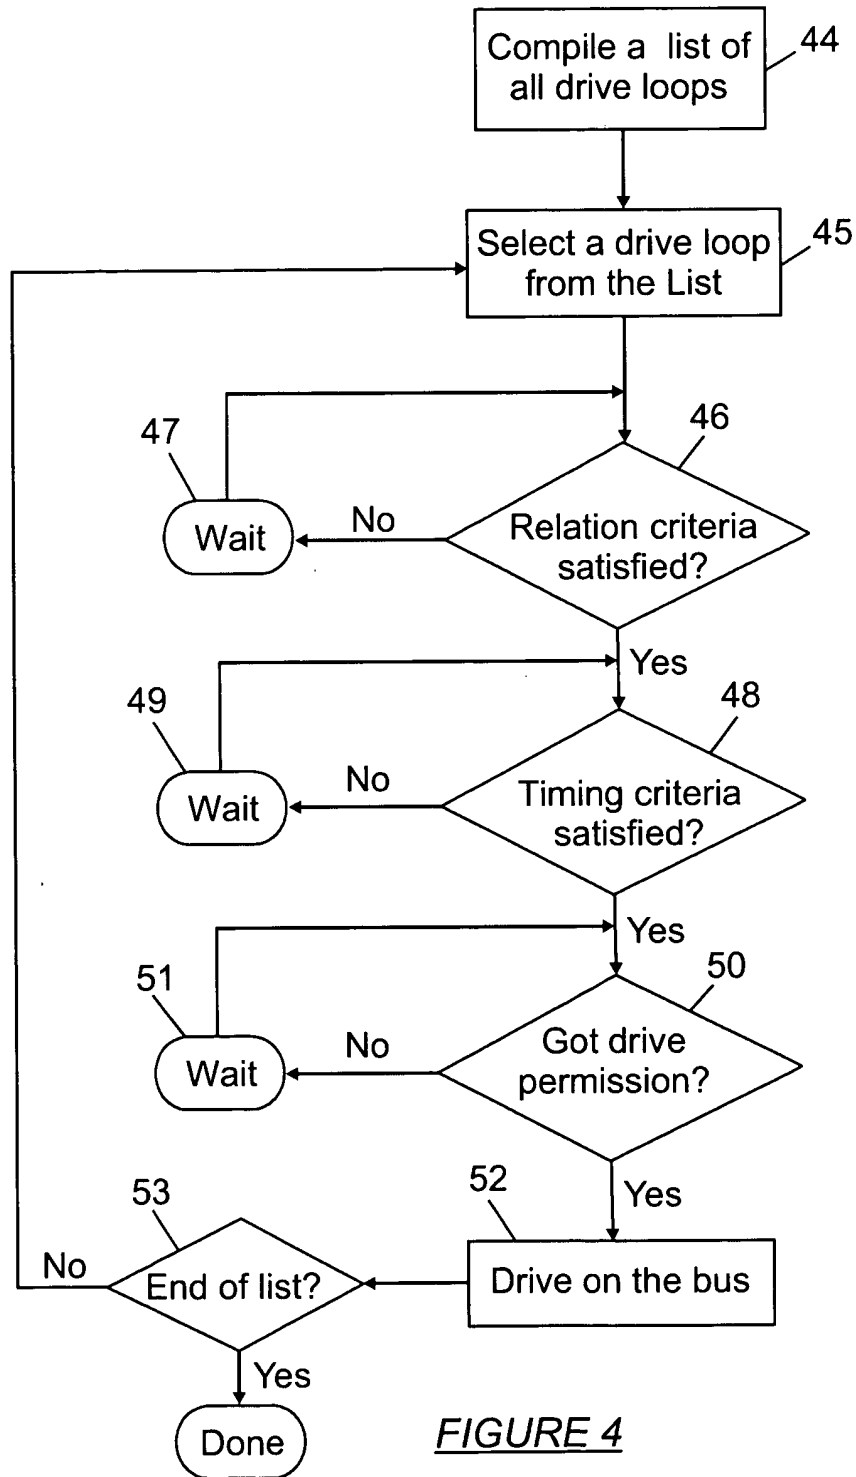 Compile a list of
all drive loops
44
Select a drive loop
from the List
45
46
47
Relation criteria
satisfied?
No
Wait
Yes
48
49
Timing criteria
satisfied?
No
Wait
Yes
50
51
Got drive
permission?
No
Wait
Yes
52
53
Drive on the bus
End of list?
No
Yes
Done
FIGURE 4